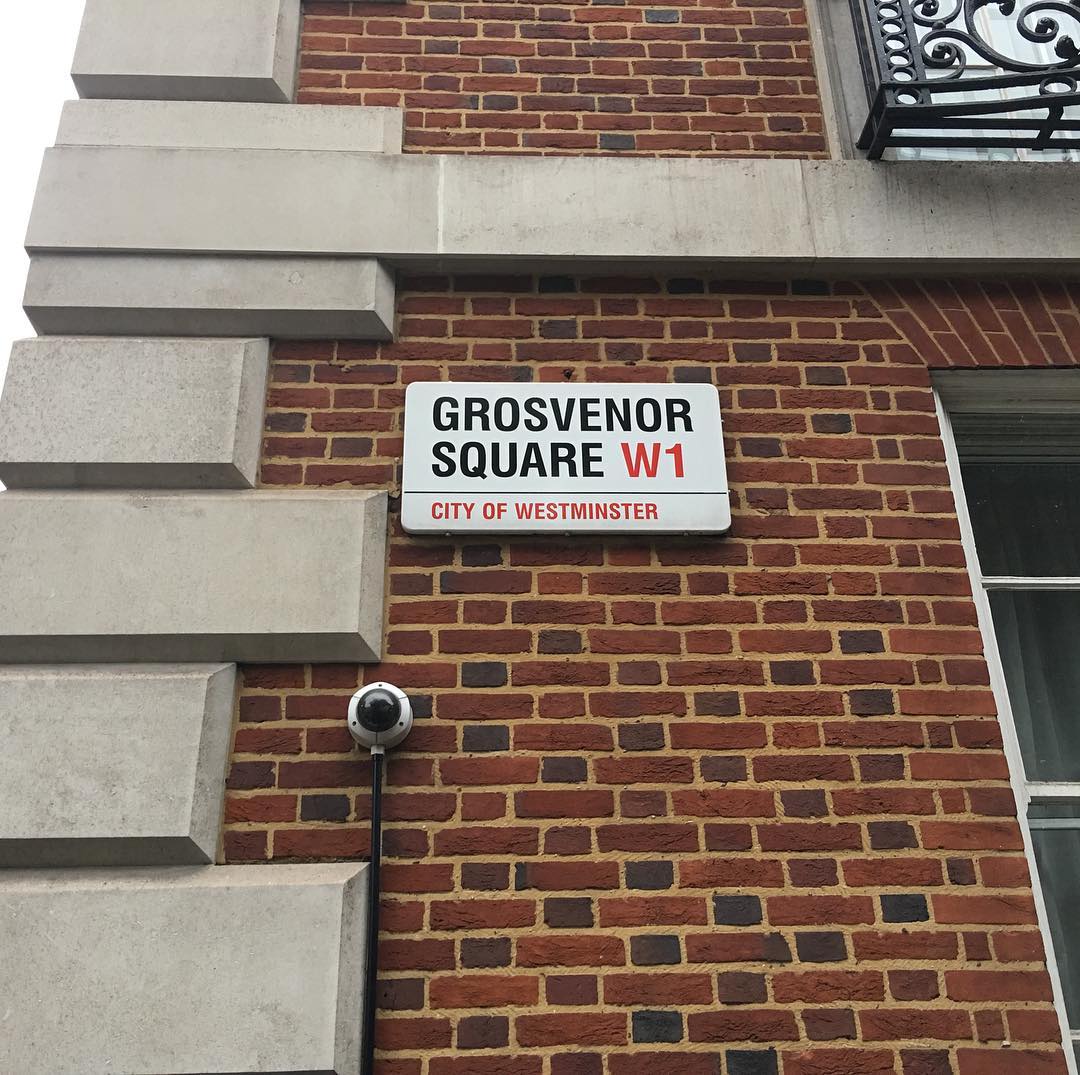 GROSVENOR
SQUARE W1
CITY OF WESTMINSTER